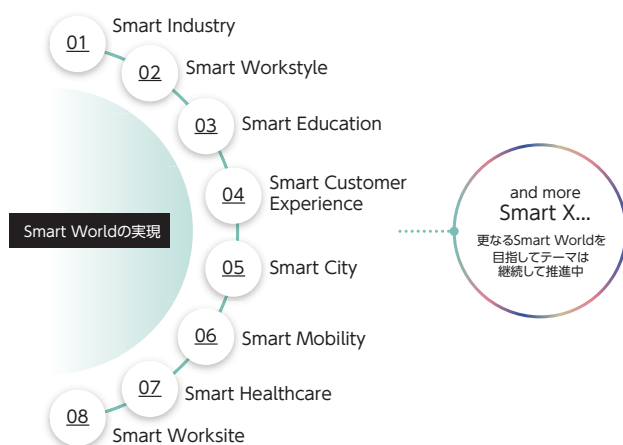 01
Smart Industry
02
Smart Workstyle
03
Smart Education
04
Smart Customer
Experience
Smart Worldの実現
05
Smart City
06
Smart Mobility
07
Smart Healthcare
08
Smart Worksite
and more
Smart X...
更なるSmart Worldを
目指してテーマは
継続して推進中